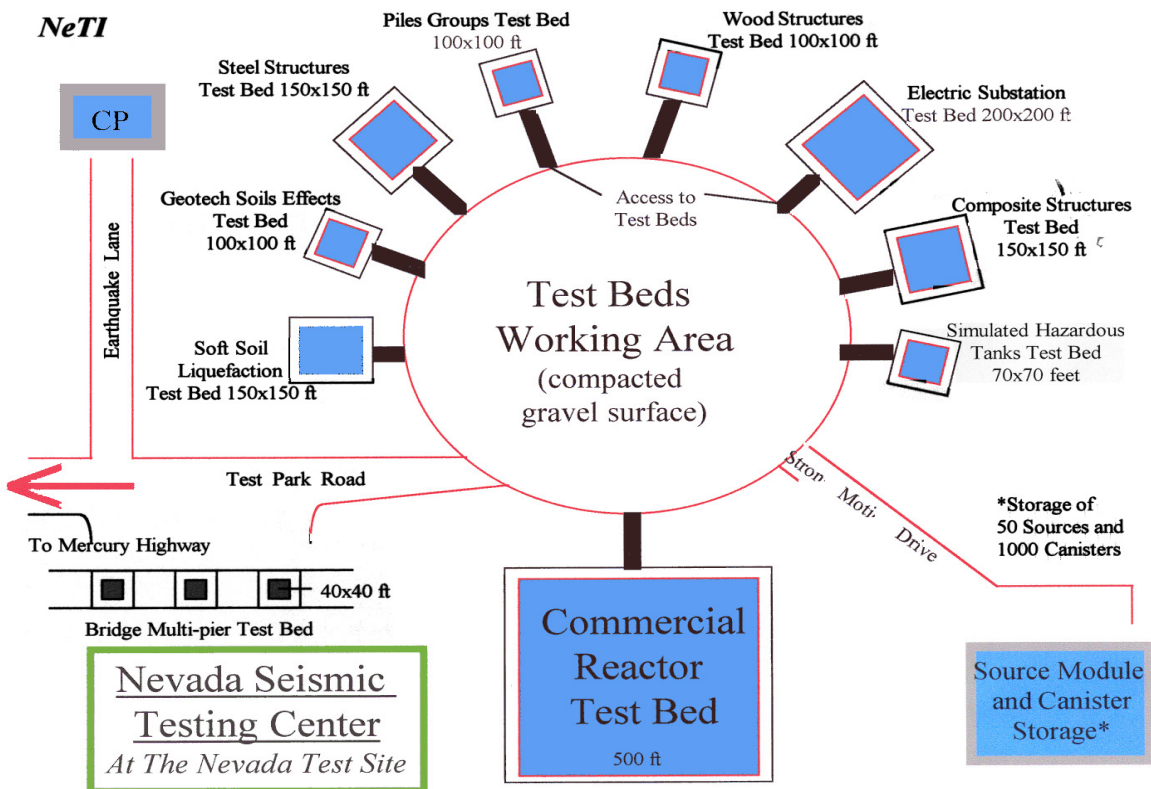 NeTI
CP
Earthquake Lane
Piles Groups Test Bed
100x100 ft
Wood Structures
Test Bed 100x100 ft
Steel Structures
Test Bed 150x150 ft
Electric Substation
Test Bed 200x200 ft
Geotech Soils Effects
Test Bed
100x100 ft
Access to
Test Beds
Composite Structures
Test Bed
150x150 ft
Test Beds
Working Area
(compacted
gravel surface)
Soft Soil
Liquefaction
Test Bed 150x150 ft
Simulated Hazardous
Tanks Test Bed
70x70 feet
Test Park Road
Stron Moti Drive
*Storage of
50 Sources and
1000 Canisters
To Mercury Highway
40x40 ft
Bridge Multi-pier Test Bed
Nevada Seismic
Testing Center
At The Nevada Test Site
Commercial
Reactor
Test Bed
500 ft
Source Module
and Canister
Storage*